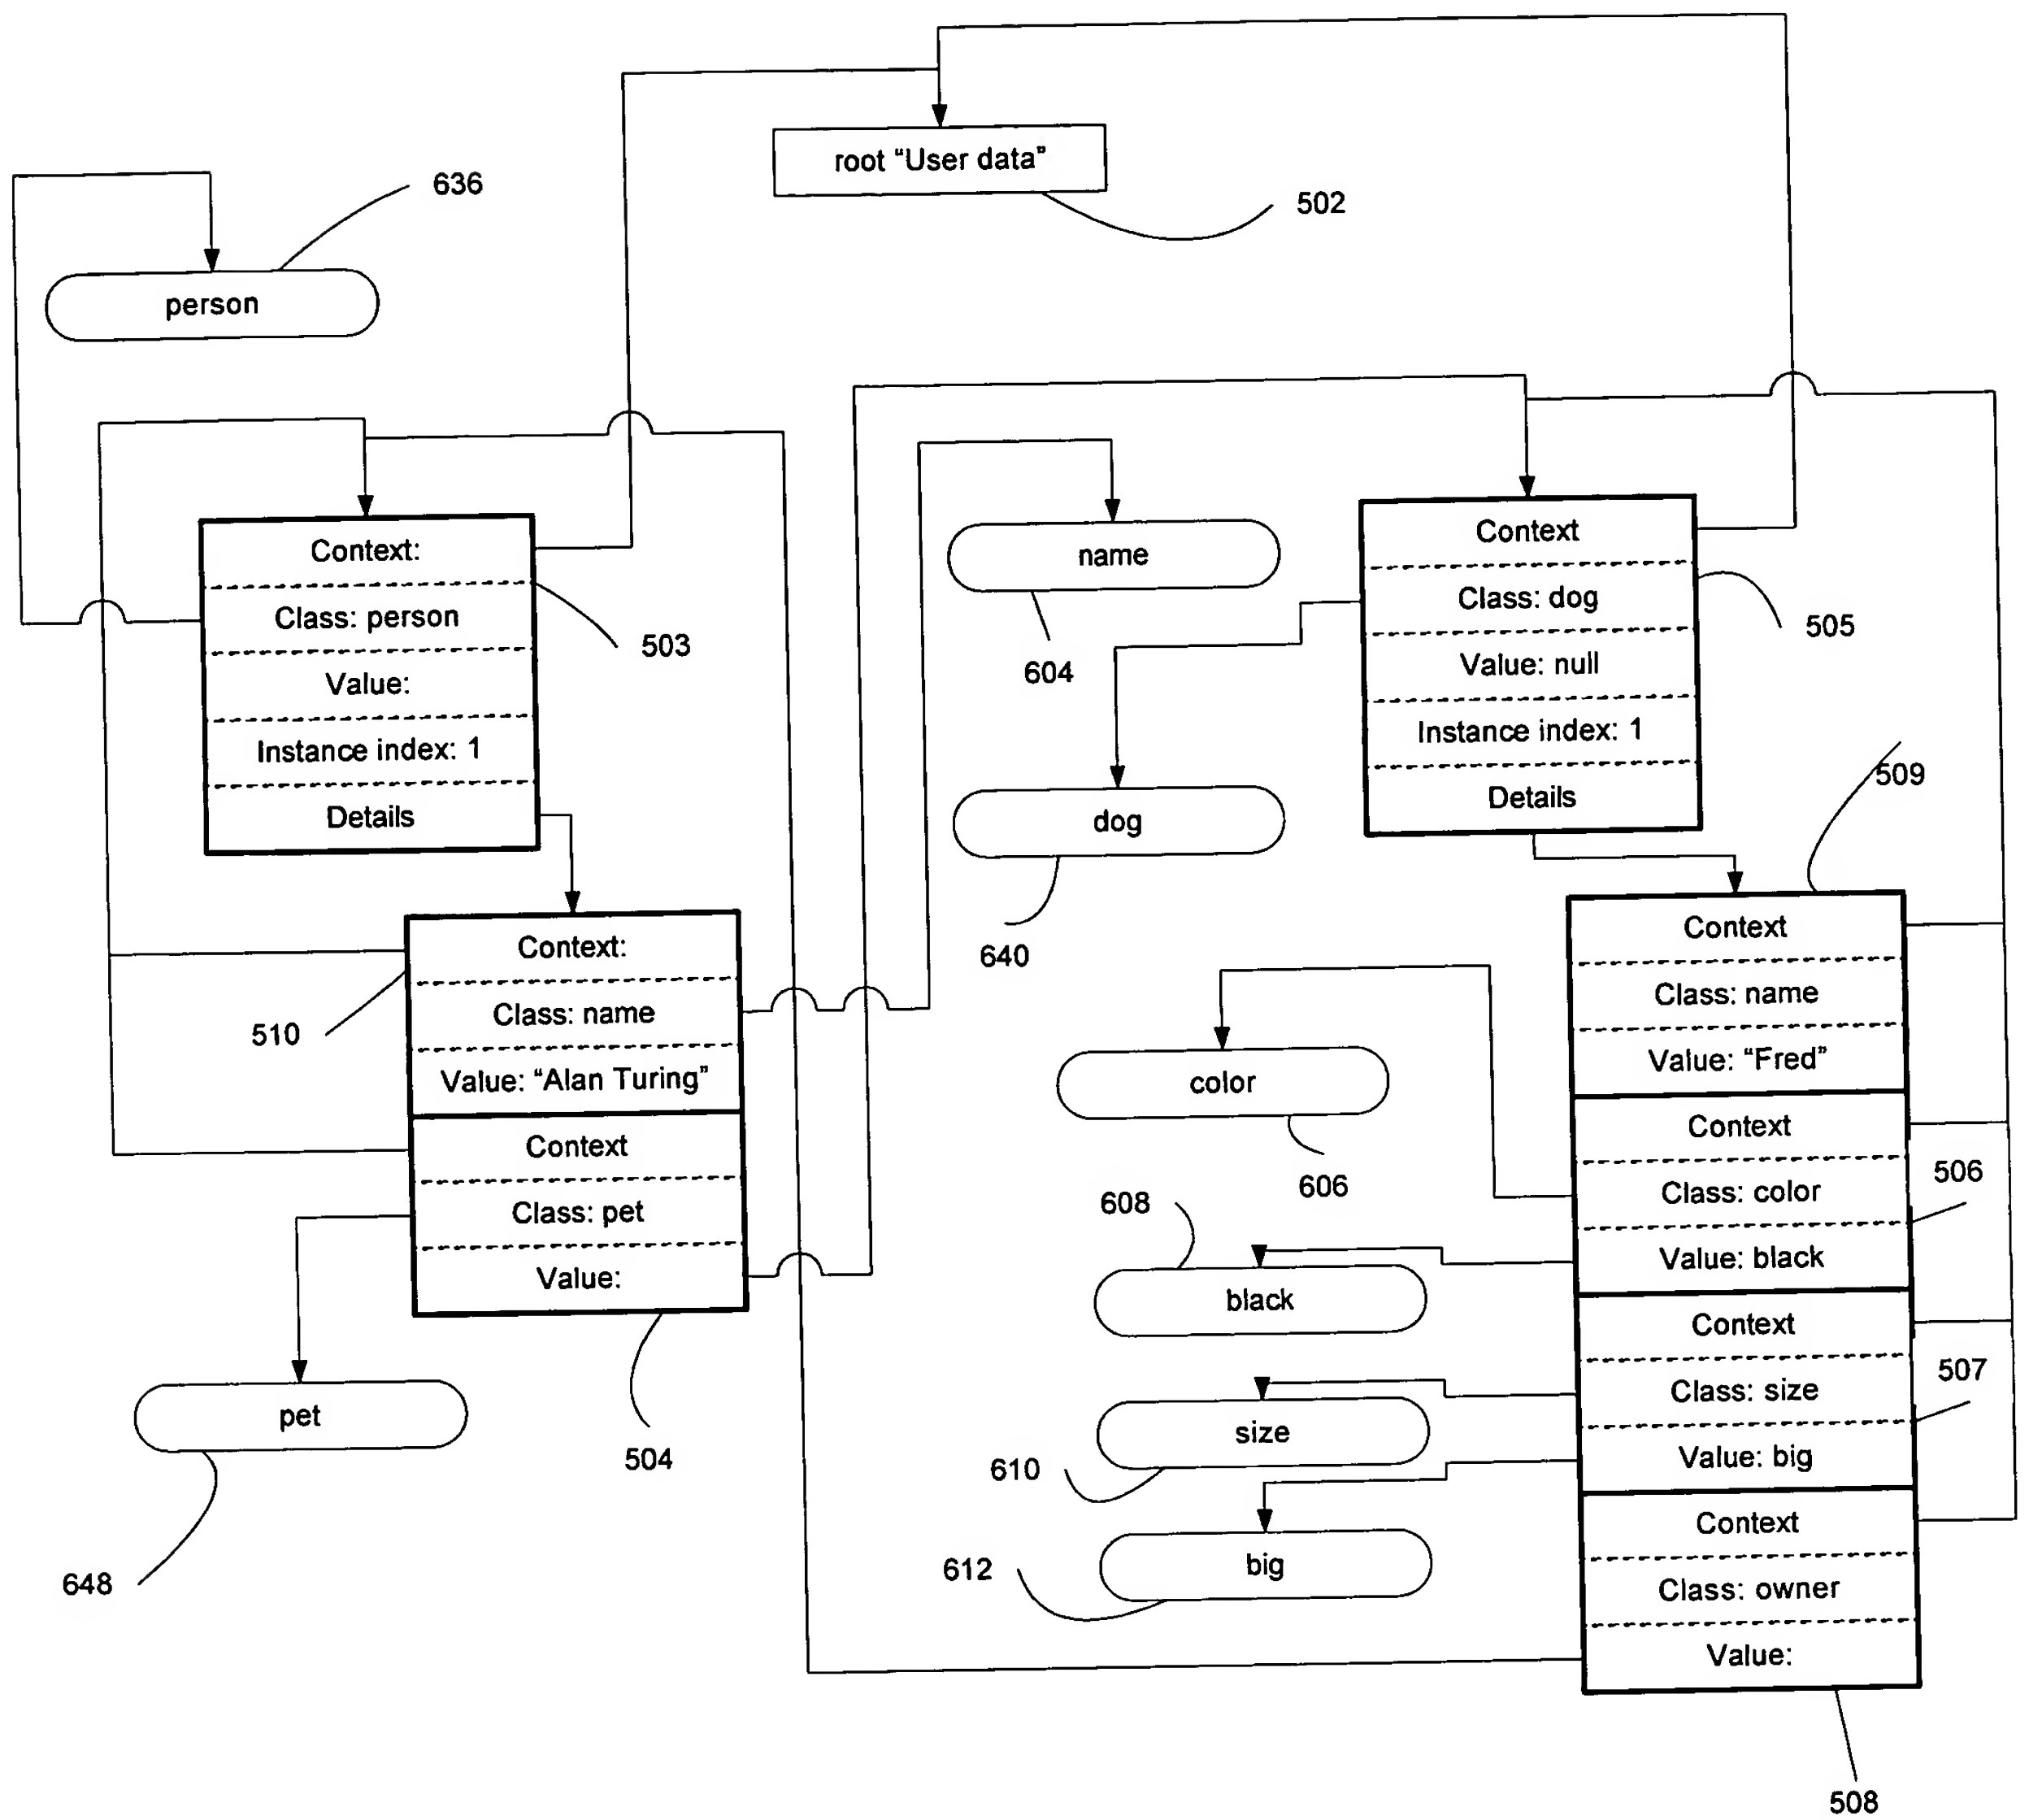 root “User data”
502
636
person
Context:
Class: person
Value:
Instance index: 1
Details
503
name
604
Context
Class: dog
Value: null
Instance index: 1
Details
505
509
dog
640
Context:
Class: name
Value: “Alan Turing”
Context
Class: pet
Value:
510
504
pet
648
Context
Class: name
Value: “Fred”
Context
Class: color
Value: black
Context
Class: size
Value: big
Context
Class: owner
Value:
506
507
508
color
606
608
black
size
610
big
612